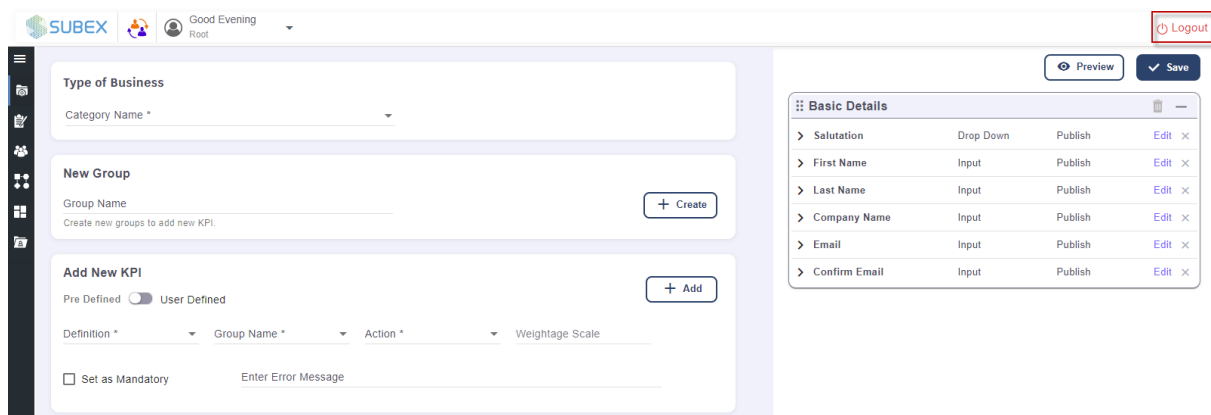 SUBEX
Good Evening
Root
Logout
Preview
Save
Type of Business
Category Name *
New Group
Group Name
Create
Create new groups to add new KPI.
Add New KPI
Add
Pre Defined User Defined
Definition * Group Name * Action * Weightage Scale
Set as Mandatory Enter Error Message
Basic Details
Salutation Drop Down Publish Edit
First Name Input Publish Edit
Last Name Input Publish Edit
Company Name Input Publish Edit
Email Input Publish Edit
Confirm Email Input Publish Edit